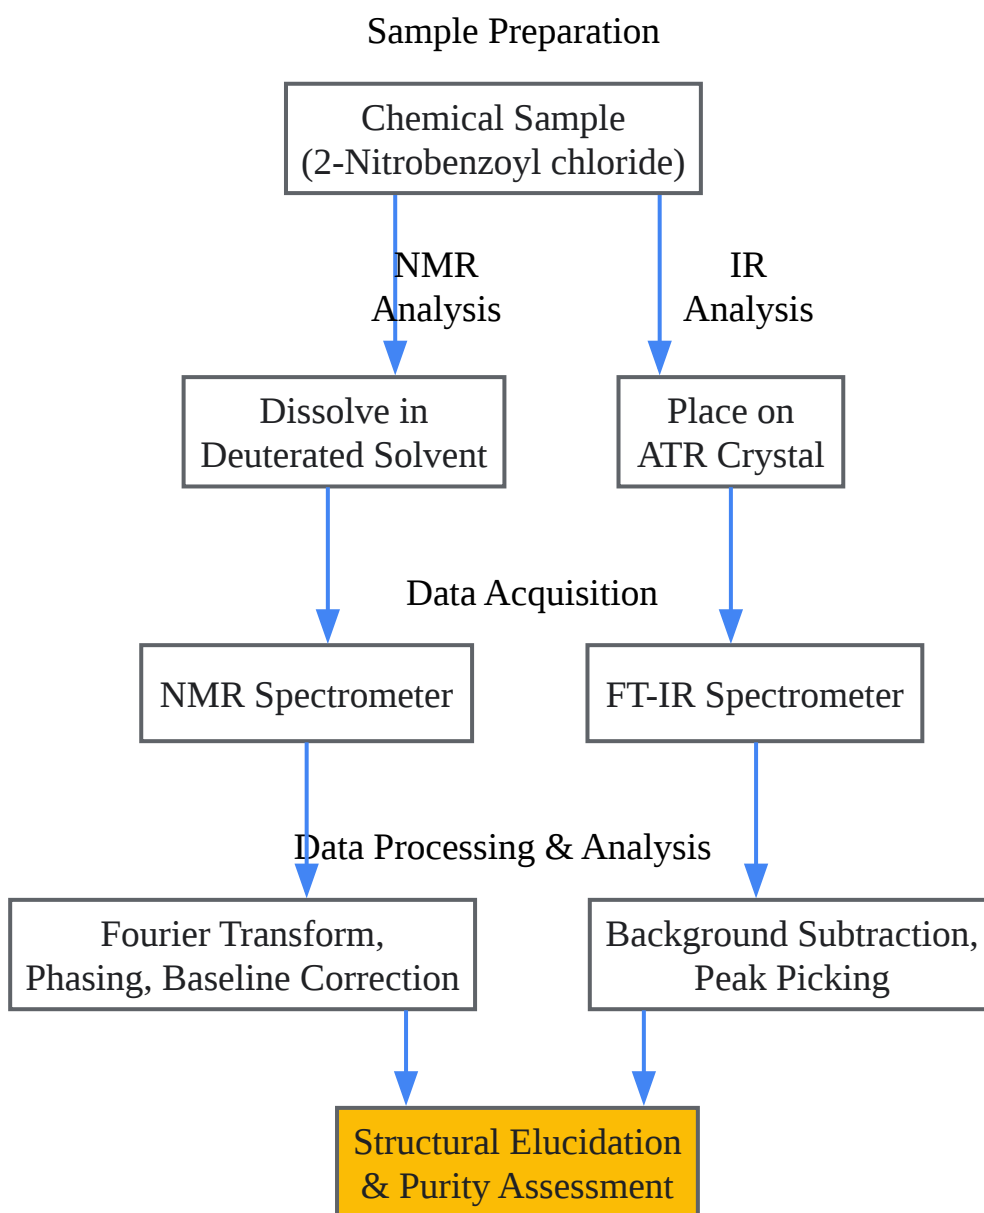 Sample Preparation
Chemical Sample
(2-Nitrobenzoyl chloride)
NMR
Analysis
IR
Analysis
Dissolve in
Deuterated Solvent
Place on
ATR Crystal
Data Acquisition
NMR Spectrometer
FT-IR Spectrometer
Data Processing & Analysis
Fourier Transform,
Phasing, Baseline Correction
Background Subtraction,
Peak Picking
Structural Elucidation
& Purity Assessment